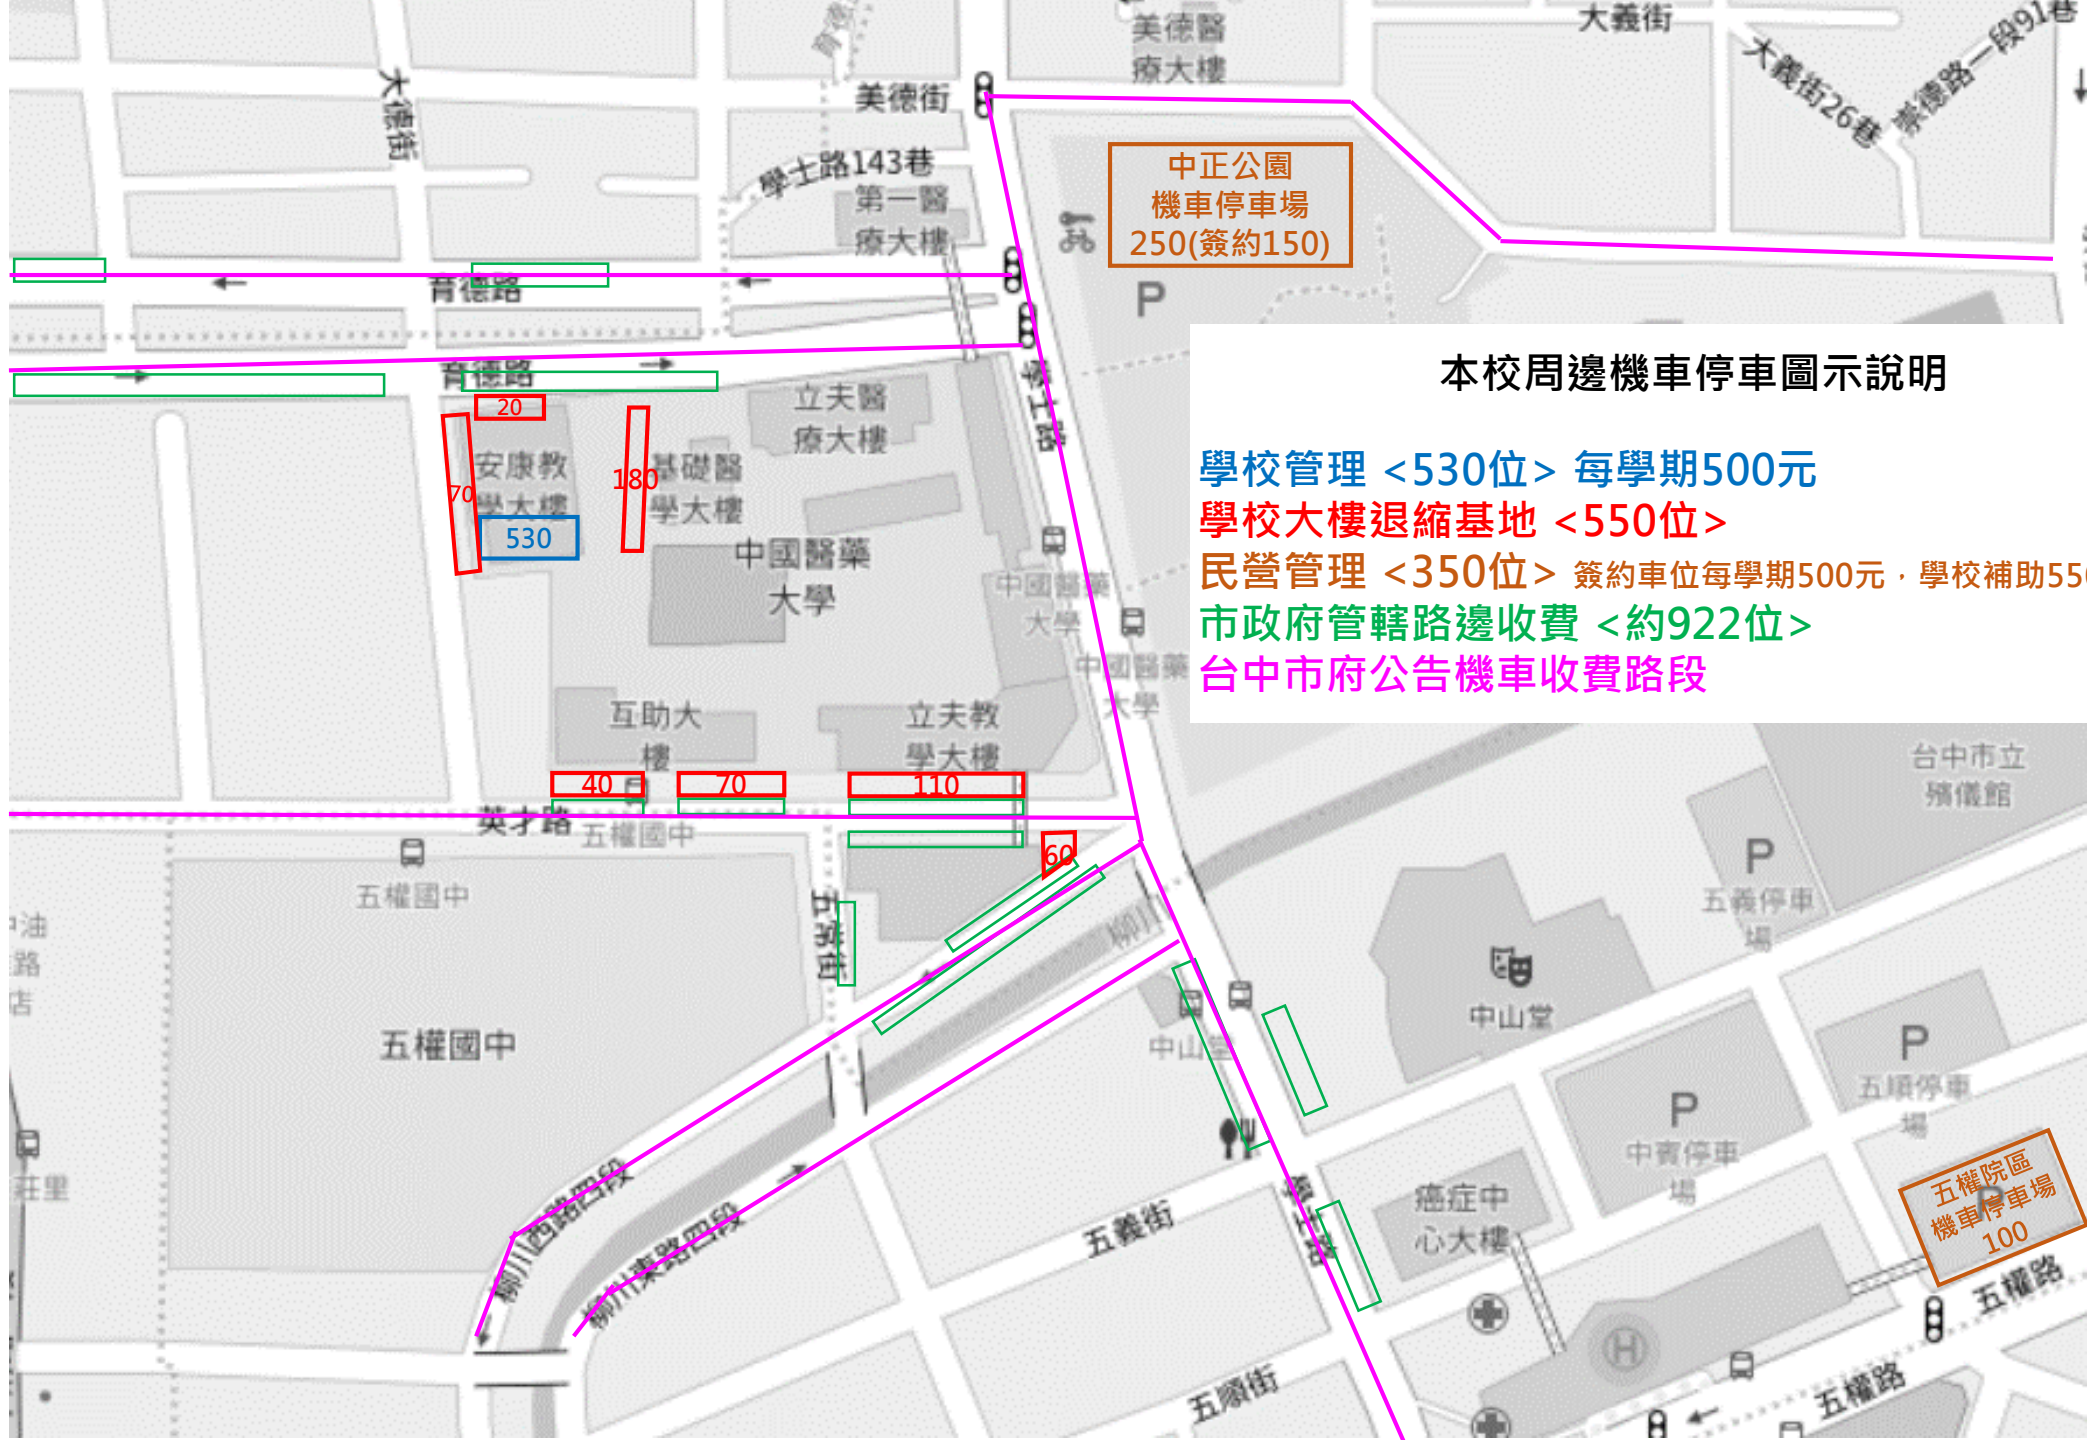 美德醫
療大樓
大義街
大義街26巷
崇德路一段91巷
大德街
美德街
學士路143巷
第一醫
療大樓
中正公園
機車停車場
250(簽約150)
P
育德路
育德路
學士路
本校周邊機車停車圖示說明
學校管理 <530位> 每學期500元
學校大樓退縮基地 <550位>
民營管理 <350位> 簽約車位每學期500元，學校補助55
市政府管轄路邊收費 <約922位>
台中市府公告機車收費路段
20
70
安康教
學大樓
530
180
基礎醫
學大樓
立夫醫
療大樓
中國醫藥
大學
中國醫藥
大學
中國醫藥
大學
互助大
樓
立夫教
學大樓
40
70
110
60
英才路
五權國中
五權國中
五權國中
五常街
柳川
中山堂
中山堂
台中市立
殯儀館
P
五義停車
場
P
五順停車
場
P
中賓停車
場
五權院區
機車停車場
100
P
癌症中
心大樓
學士路
柳川西路四段
柳川東路四段
五義街
五順街
五權路
五權路
H
油
路
店
莊里